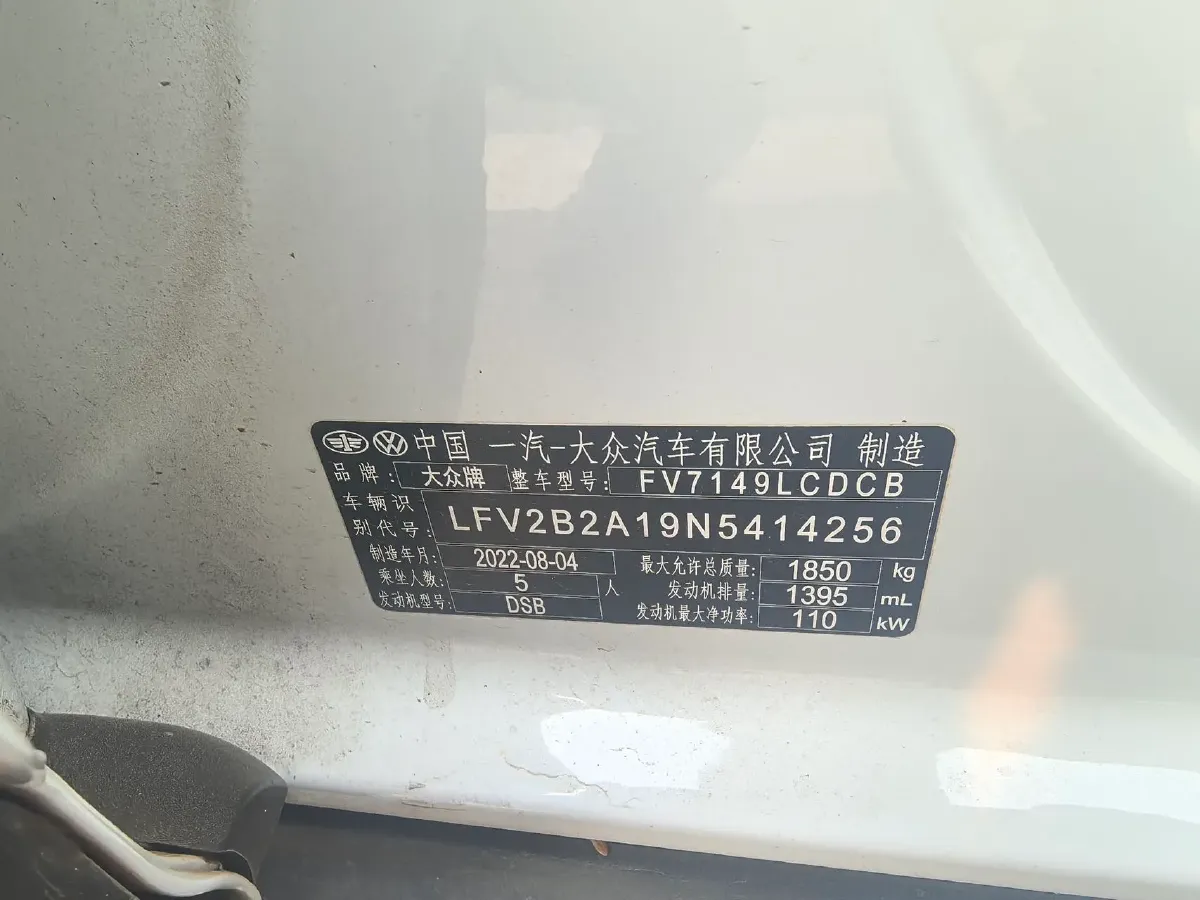 中国 一汽-大众汽车有限公司 制造
品牌: 大众牌 整车型号: FV7149LCDCB
车辆识别代号: LFV2B2A19N5414256
制造年月: 2022-08-04 最大允许总质量: 1850 kg
乘坐人数: 5 人 发动机排量: 1395 mL
发动机型号: DSB 发动机最大净功率: 110 kW